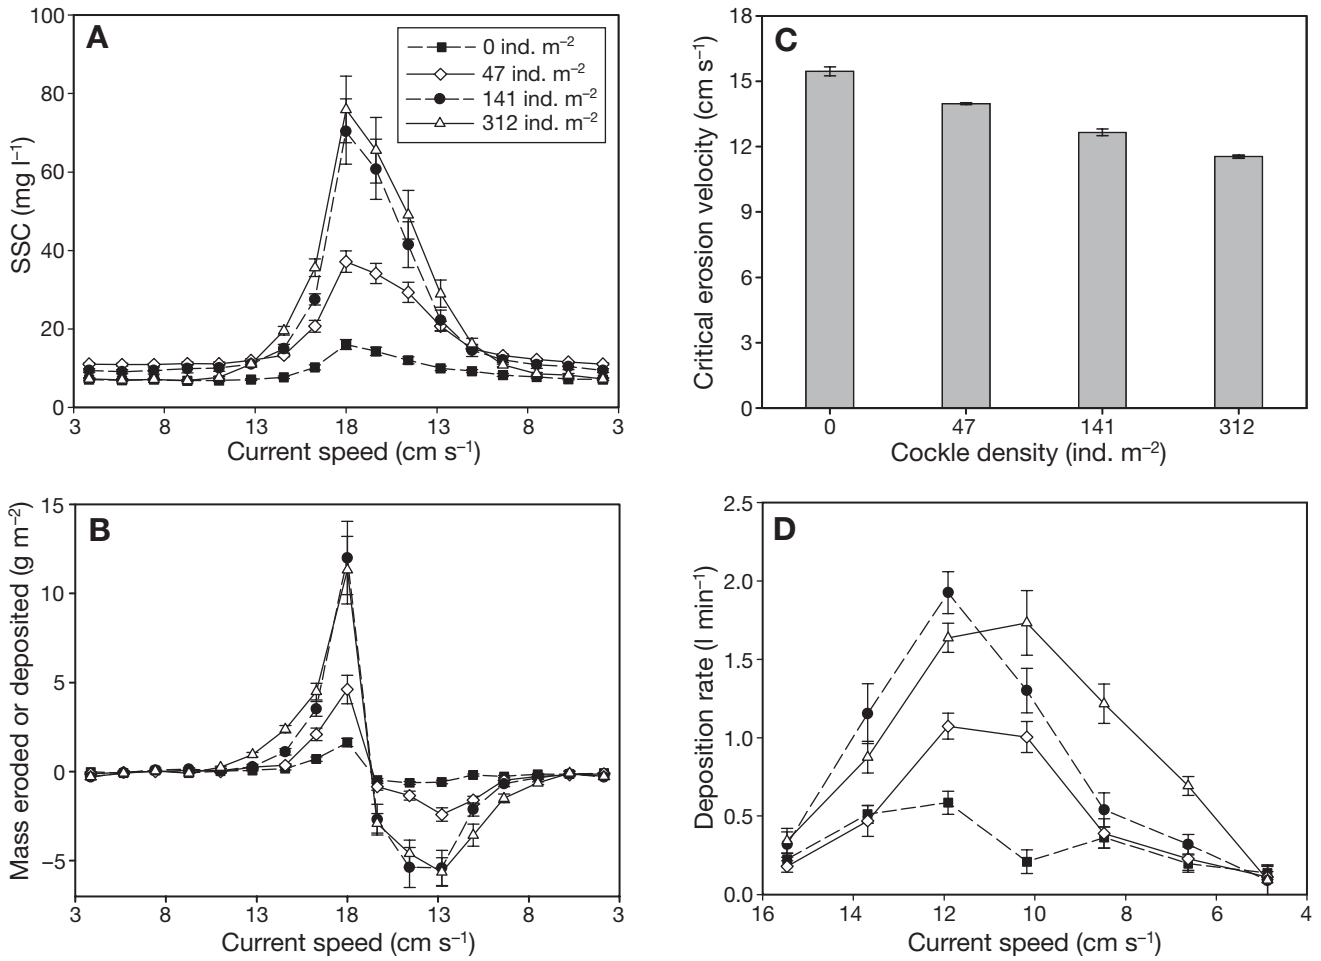 A
0 ind. m⁻²
47 ind. m⁻²
141 ind. m⁻²
312 ind. m⁻²
SSC (mg l⁻¹)
100
80
60
40
20
0
3 8 13 18 13 8 3
Current speed (cm s⁻¹)
C
Critical erosion velocity (cm s⁻¹)
18
15
12
9
6
3
0
0 47 141 312
Cockle density (ind. m⁻²)
B
Mass eroded or deposited (g m⁻²)
15
10
5
0
−5
3 8 13 18 13 8 3
Current speed (cm s⁻¹)
D
Deposition rate (l min⁻¹)
2.5
2.0
1.5
1.0
0.5
0.0
16 14 12 10 8 6 4
Current speed (cm s⁻¹)